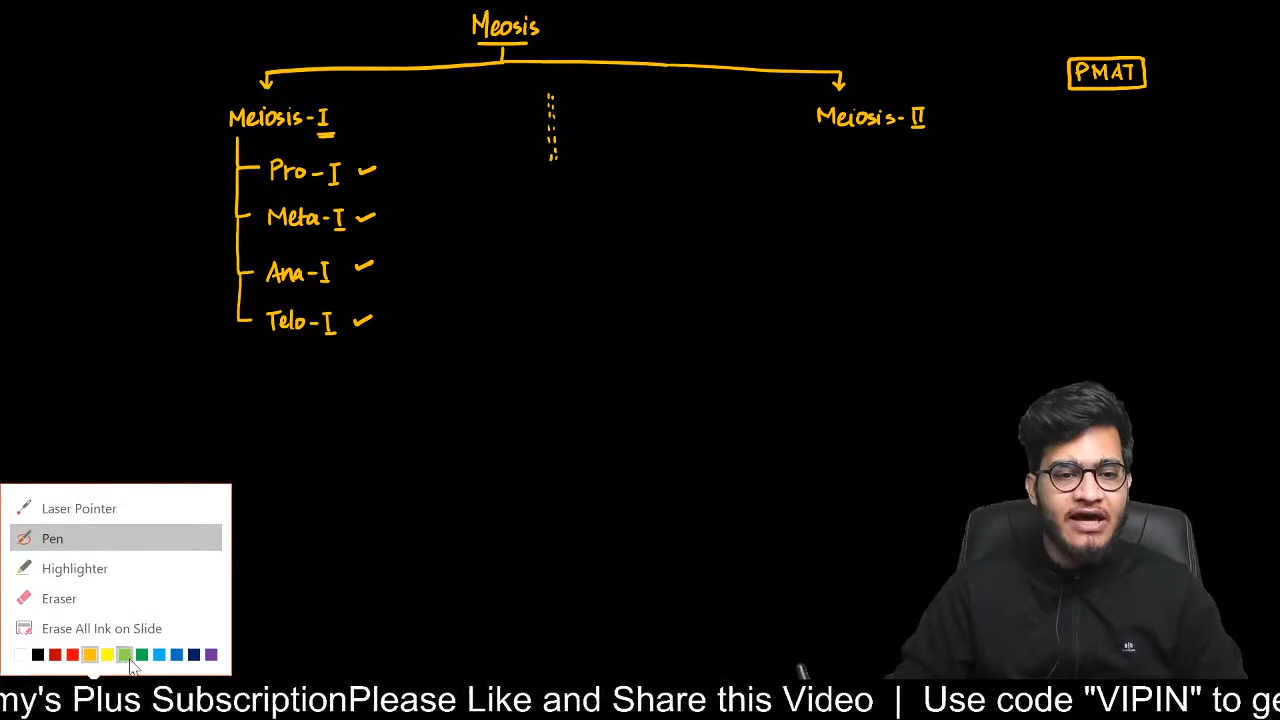 Meosis
PMAT
Meiosis-I
Meiosis-II
Pro-I
Meta-I
Ana-I
Telo-I
Laser Pointer
Pen
Highlighter
Eraser
Erase All Ink on Slide
my's Plus SubscriptionPlease Like and Share this Video | Use code "VIPIN" to ge